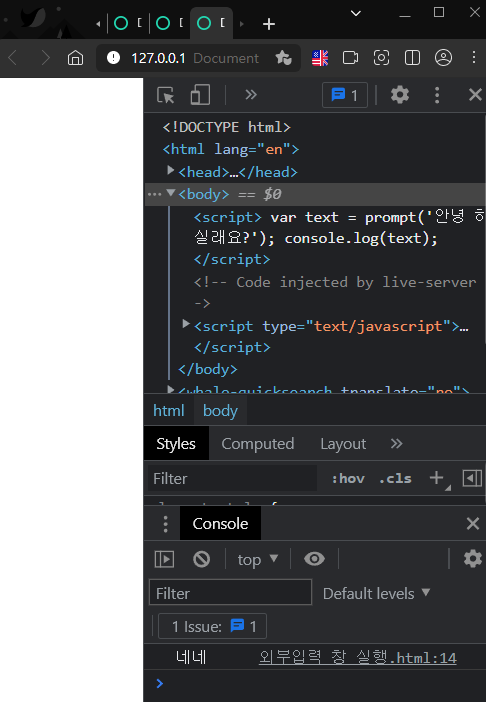 127.0.0.1 Document
1
<!DOCTYPE html>
<html lang="en">
<head>…</head>
<body> == $0
<script> var text = prompt('안녕 하
실래요?'); console.log(text);
</script>
<!-- Code injected by live-server --
>
<script type="text/javascript">…
</script>
</body>
<whale-quicksearch translate="no">
html body
Styles Computed Layout
Filter :hov .cls
Console
top
Filter Default levels
1 Issue: 1
네네 외부입력 창 실행.html:14